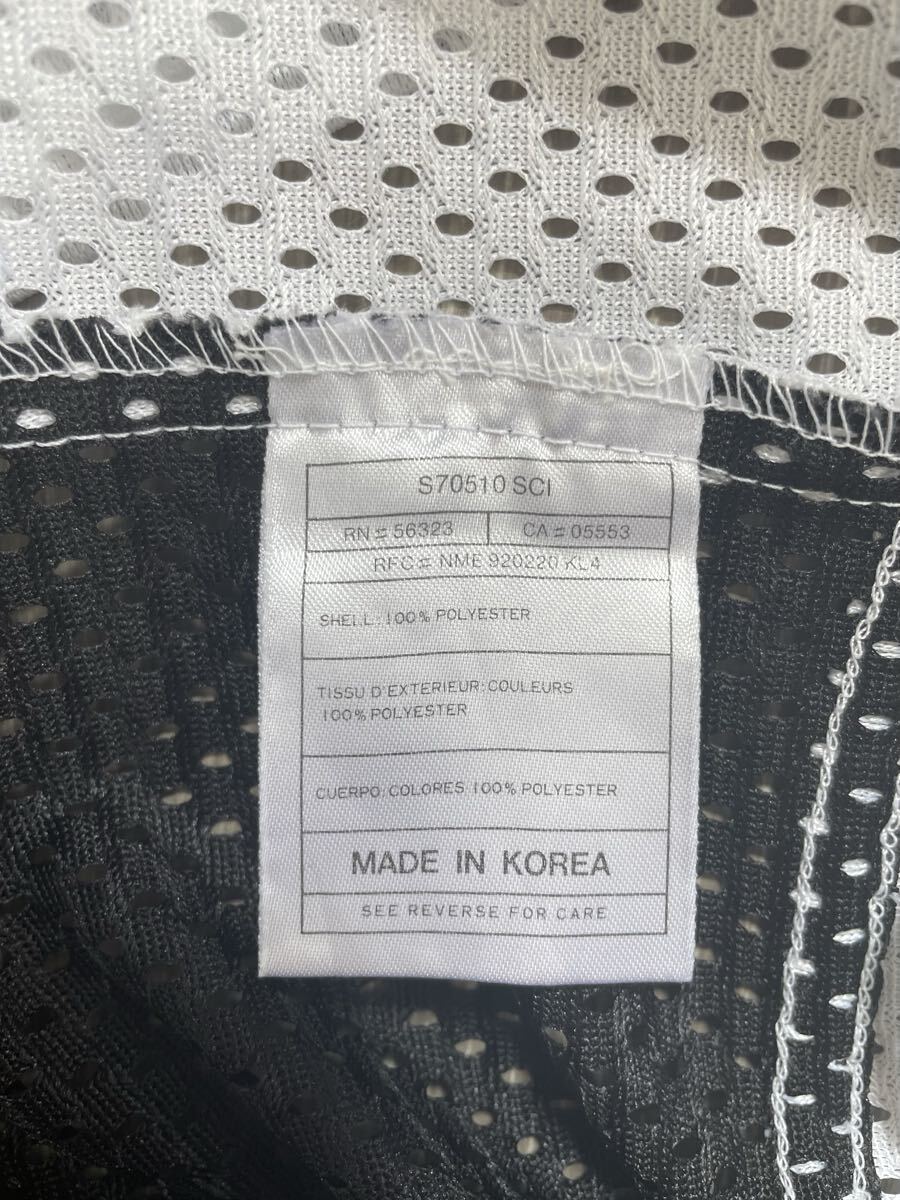 S70510 SCI
RN = 56323 CA = 05553
RFC = NME 920220 KL4
SHELL : 100% POLYESTER
TISSU D'EXTERIEUR: COULEURS
100% POLYESTER
CUERPO: COLORES 100% POLYESTER
MADE IN KOREA
SEE REVERSE FOR CARE